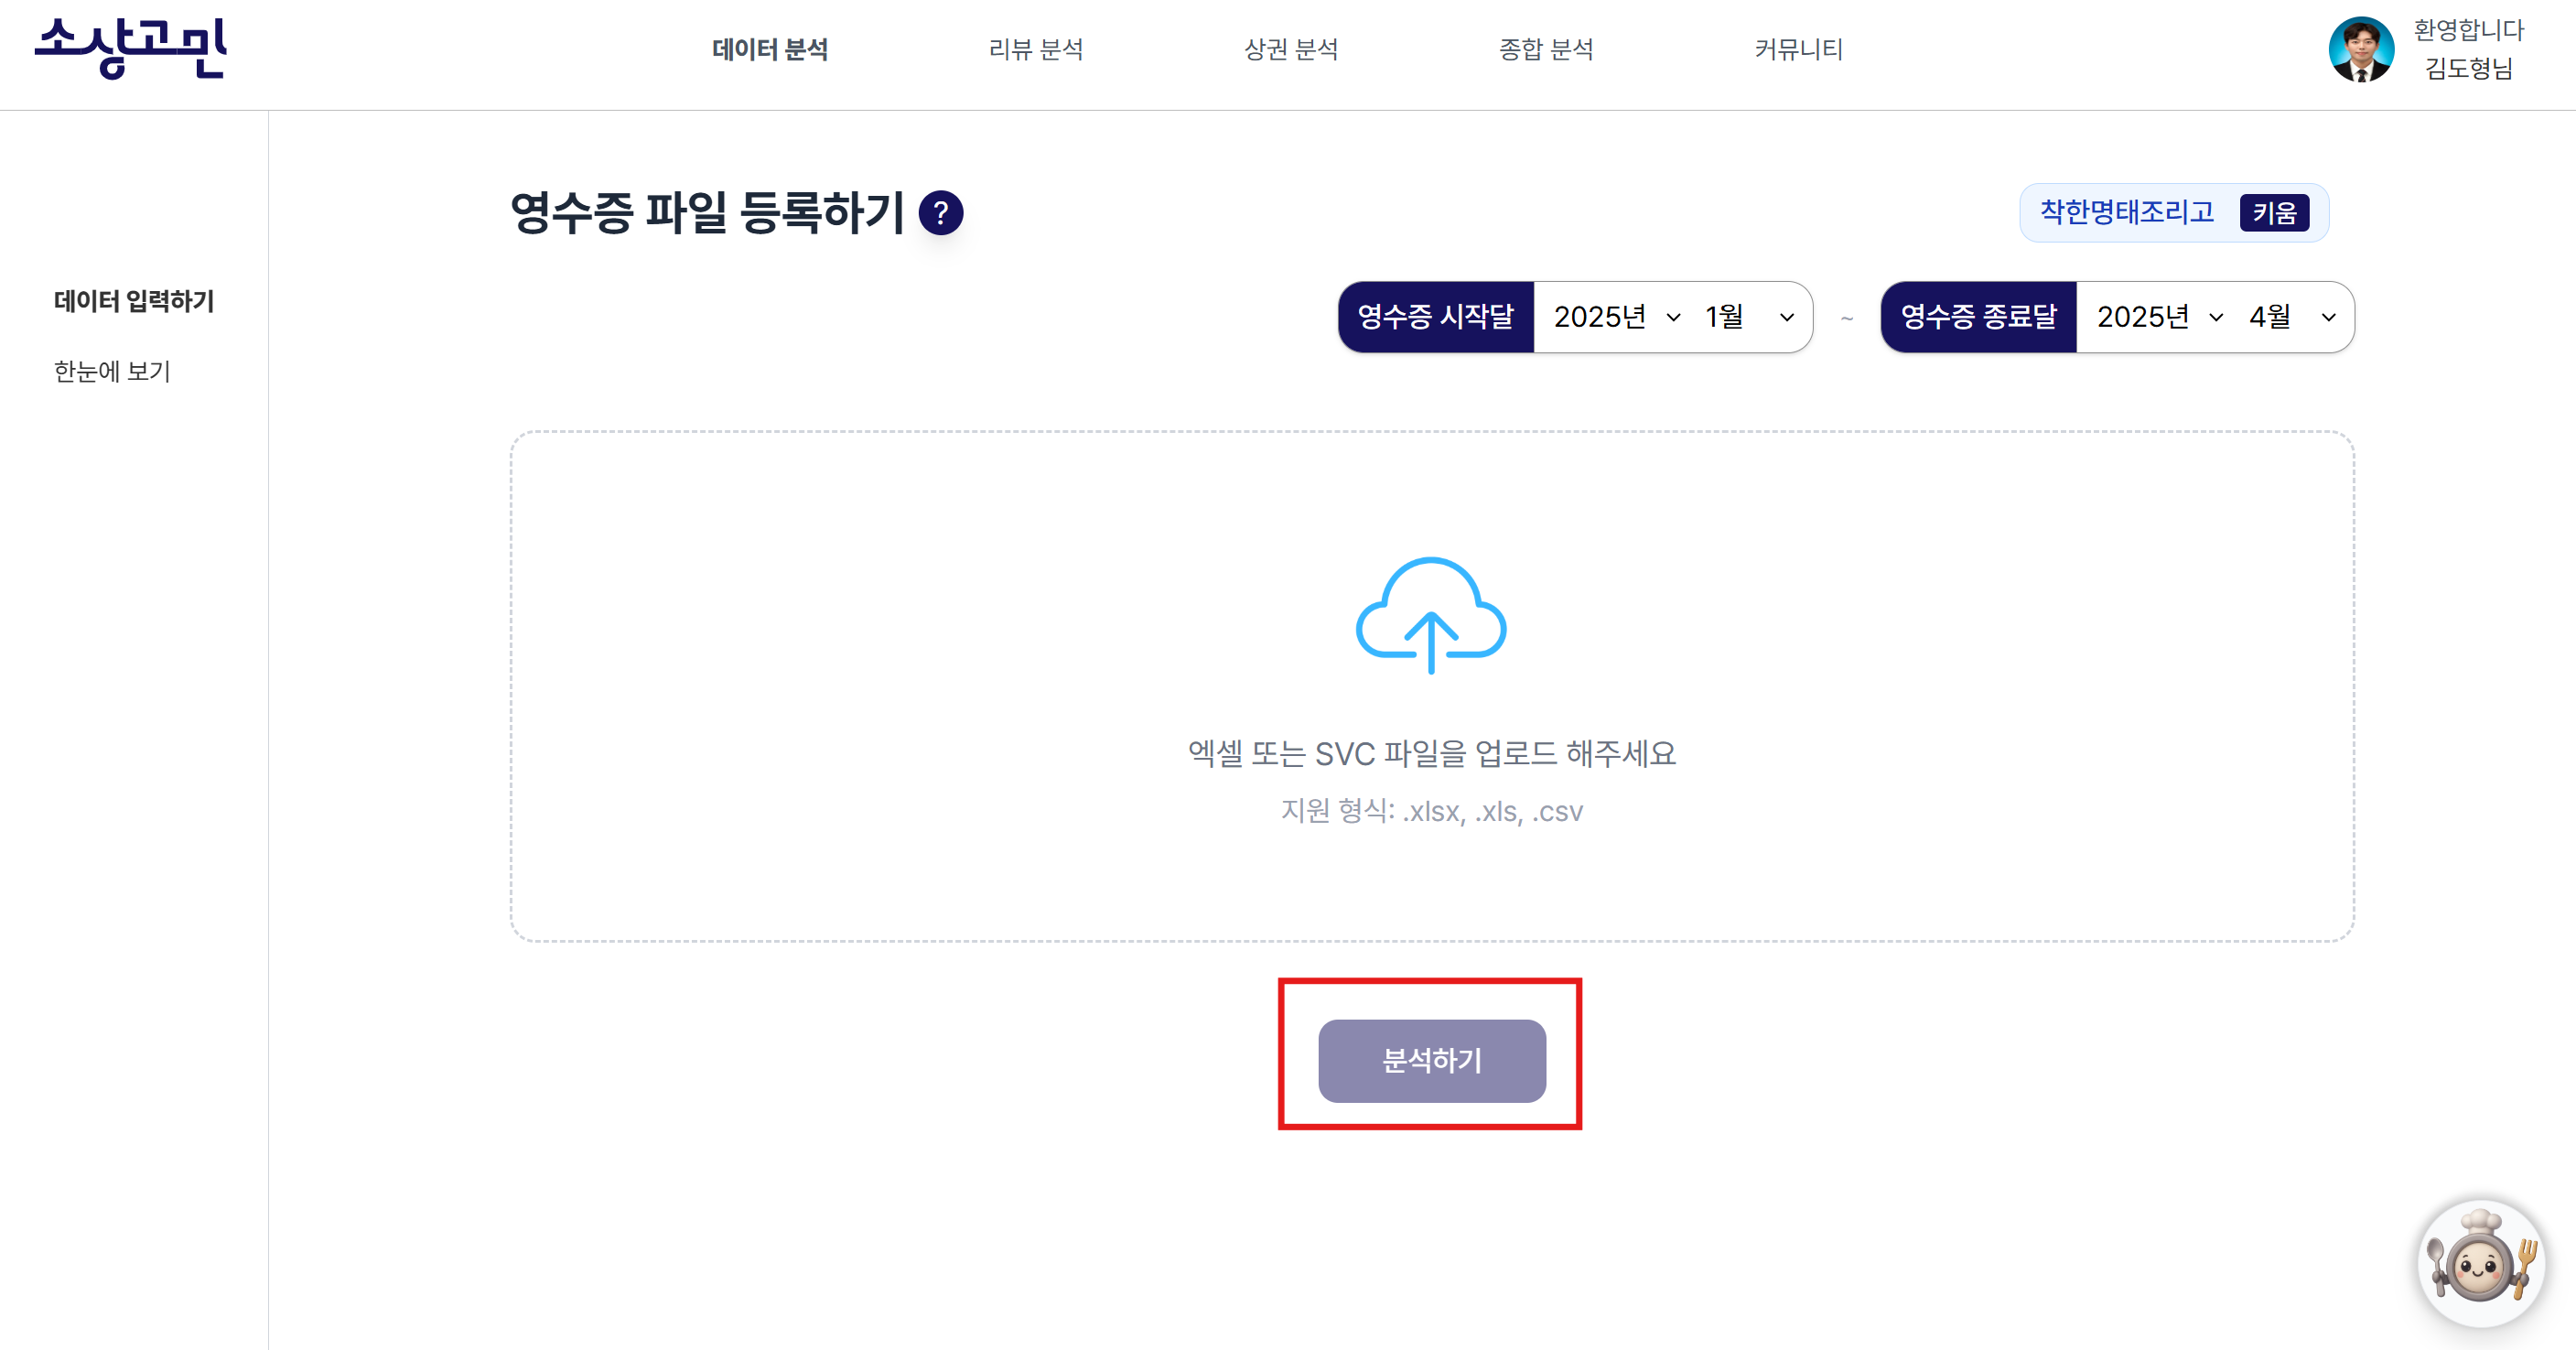 소상고민
데이터 분석
리뷰 분석
상권 분석
종합 분석
커뮤니티
환영합니다
김도형님
데이터 입력하기
한눈에 보기
영수증 파일 등록하기 ?
착한명태조리고 키움
영수증 시작달 2025년 1월 ~ 영수증 종료달 2025년 4월
엑셀 또는 SVC 파일을 업로드 해주세요
지원 형식: .xlsx, .xls, .csv
분석하기